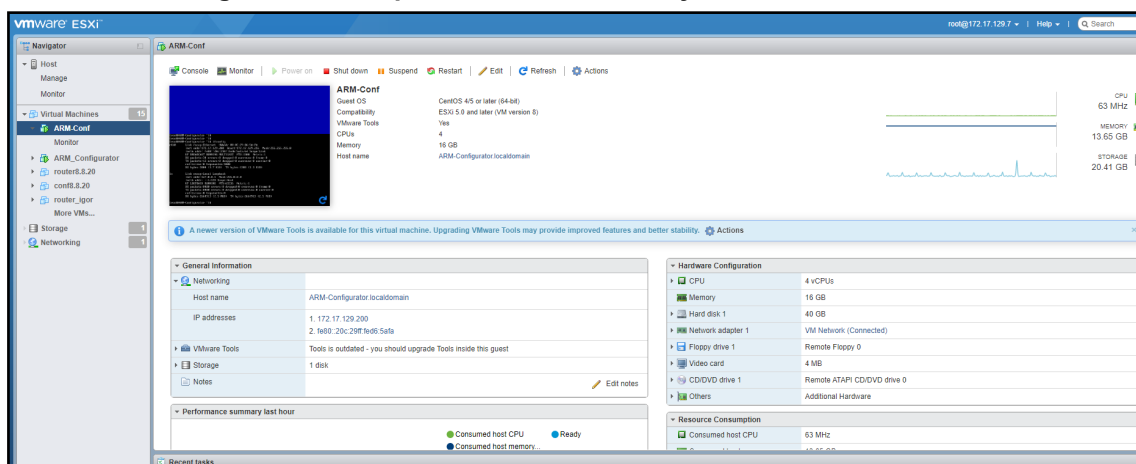 vmware ESXi
root@172.17.129.7 | Help | Search
Navigator
Host
Manage
Monitor
Virtual Machines 15
ARM-Conf
Monitor
ARM_Configurator
router8.8.20
conf8.8.20
router_igor
More VMs...
Storage 1
Networking 1
ARM-Conf
Console Monitor | Power on Shut down Suspend Restart | Edit | Refresh | Actions
ARM-Conf
Guest OS CentOS 4/5 or later (64-bit)
Compatibility ESXi 5.0 and later (VM version 8)
VMware Tools Yes
CPUs 4
Memory 16 GB
Host name ARM-Configurator.localdomain
CPU
63 MHz
MEMORY
13.65 GB
STORAGE
20.41 GB
A newer version of VMware Tools is available for this virtual machine. Upgrading VMware Tools may provide improved features and better stability. Actions
General Information
Networking
Host name ARM-Configurator.localdomain
IP addresses 1. 172.17.129.200
2. fe80::20c:29ff:fed6:5afa
VMware Tools Tools is outdated - you should upgrade Tools inside this guest
Storage 1 disk
Notes Edit notes
Performance summary last hour
Consumed host CPU Ready
Consumed host memory...
Hardware Configuration
CPU 4 vCPUs
Memory 16 GB
Hard disk 1 40 GB
Network adapter 1 VM Network (Connected)
Floppy drive 1 Remote Floppy 0
Video card 4 MB
CD/DVD drive 1 Remote ATAPI CD/DVD drive 0
Others Additional Hardware
Resource Consumption
Consumed host CPU 63 MHz
Recent tasks